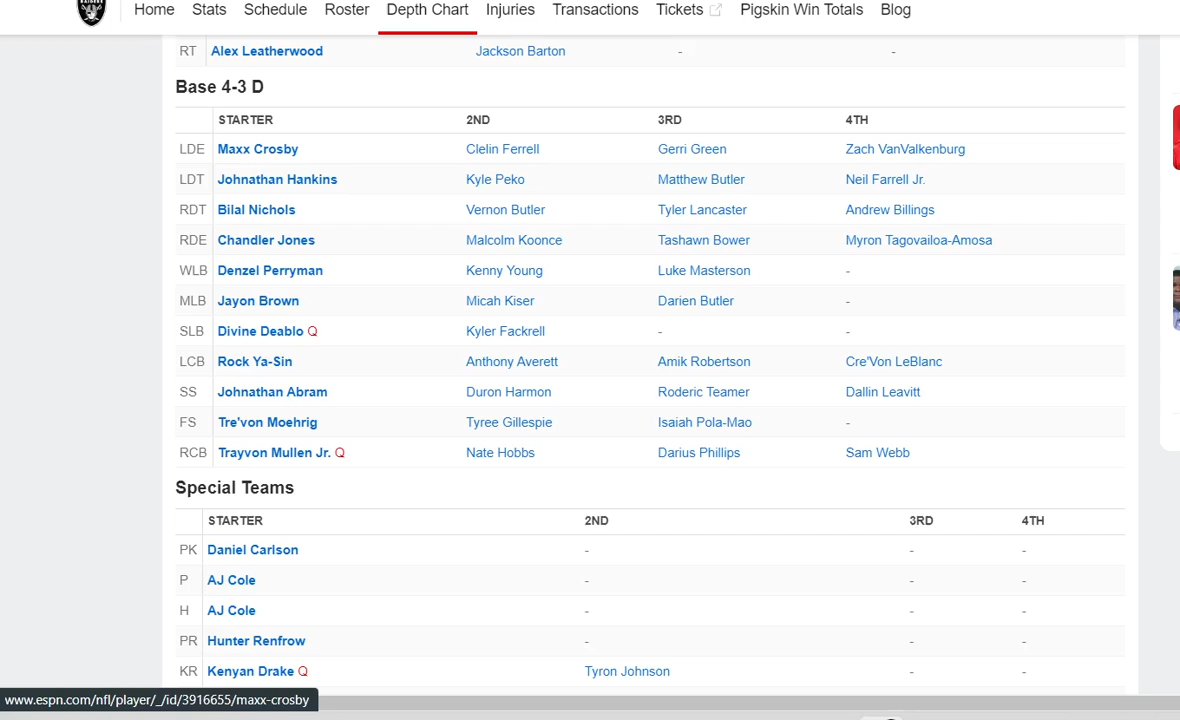 RAIDERS
Home Stats Schedule Roster Depth Chart Injuries Transactions Tickets Pigskin Win Totals Blog
RT Alex Leatherwood Jackson Barton - -
Base 4-3 D
STARTER 2ND 3RD 4TH
LDE Maxx Crosby Clelin Ferrell Gerri Green Zach VanValkenburg
LDT Johnathan Hankins Kyle Peko Matthew Butler Neil Farrell Jr.
RDT Bilal Nichols Vernon Butler Tyler Lancaster Andrew Billings
RDE Chandler Jones Malcolm Koonce Tashawn Bower Myron Tagovailoa-Amosa
WLB Denzel Perryman Kenny Young Luke Masterson -
MLB Jayon Brown Micah Kiser Darien Butler -
SLB Divine Deablo Q Kyler Fackrell - -
LCB Rock Ya-Sin Anthony Averett Amik Robertson Cre'Von LeBlanc
SS Johnathan Abram Duron Harmon Roderic Teamer Dallin Leavitt
FS Tre'von Moehrig Tyree Gillespie Isaiah Pola-Mao -
RCB Trayvon Mullen Jr. Q Nate Hobbs Darius Phillips Sam Webb
Special Teams
STARTER 2ND 3RD 4TH
PK Daniel Carlson - - -
P AJ Cole - - -
H AJ Cole - - -
PR Hunter Renfrow - - -
KR Kenyan Drake Q Tyron Johnson - -
www.espn.com/nfl/player/_/id/3916655/maxx-crosby